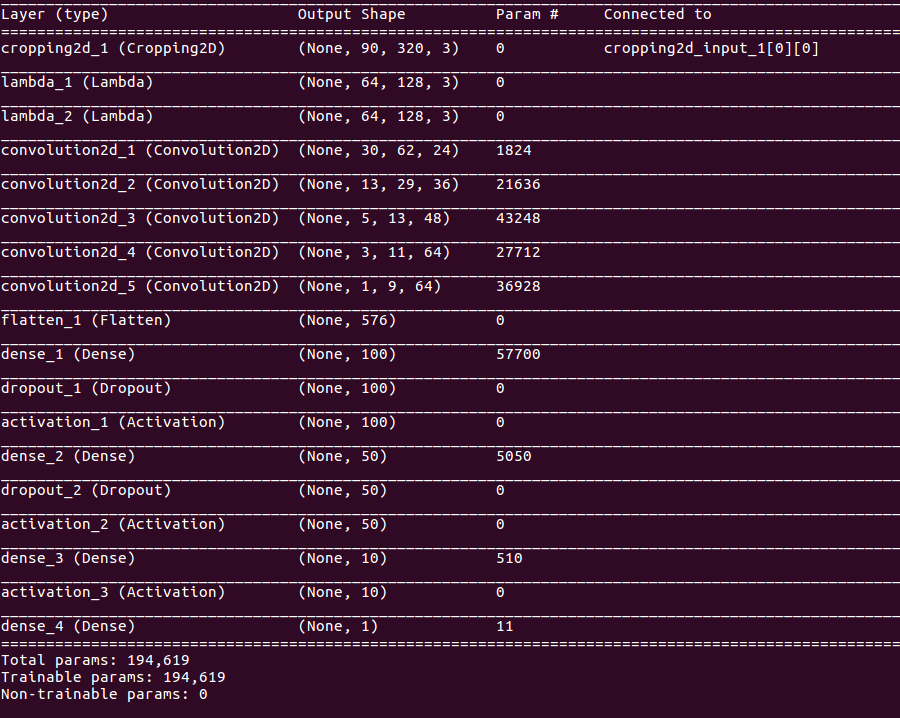 Layer (type) Output Shape Param # Connected to
cropping2d_1 (Cropping2D) (None, 90, 320, 3) 0 cropping2d_input_1[0][0]
lambda_1 (Lambda) (None, 64, 128, 3) 0
lambda_2 (Lambda) (None, 64, 128, 3) 0
convolution2d_1 (Convolution2D) (None, 30, 62, 24) 1824
convolution2d_2 (Convolution2D) (None, 13, 29, 36) 21636
convolution2d_3 (Convolution2D) (None, 5, 13, 48) 43248
convolution2d_4 (Convolution2D) (None, 3, 11, 64) 27712
convolution2d_5 (Convolution2D) (None, 1, 9, 64) 36928
flatten_1 (Flatten) (None, 576) 0
dense_1 (Dense) (None, 100) 57700
dropout_1 (Dropout) (None, 100) 0
activation_1 (Activation) (None, 100) 0
dense_2 (Dense) (None, 50) 5050
dropout_2 (Dropout) (None, 50) 0
activation_2 (Activation) (None, 50) 0
dense_3 (Dense) (None, 10) 510
activation_3 (Activation) (None, 10) 0
dense_4 (Dense) (None, 1) 11
Total params: 194,619
Trainable params: 194,619
Non-trainable params: 0